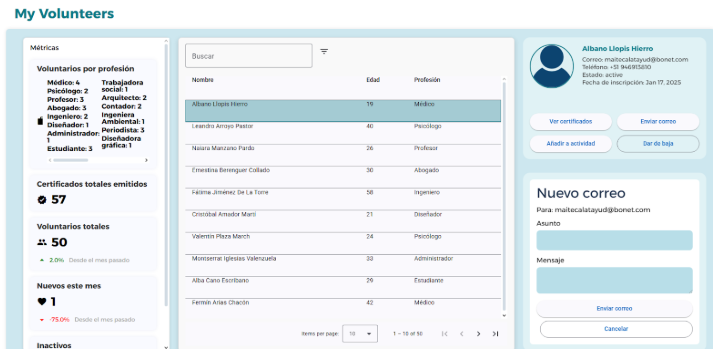 My Volunteers
Métricas
Voluntarios por profesión
Médico: 4
Psicólogo: 2
Profesor: 3
Abogado: 3
Ingeniero: 2
Diseñador: 1
Administrador:
1
Estudiante: 3
Trabajadora
social: 1
Arquitecto: 2
Contador: 2
Ingeniera
Ambiental: 1
Periodista: 3
Diseñadora
gráfica: 1
Certificados totales emitidos
57
Voluntarios totales
50
2.0% Desde el mes pasado
Nuevos este mes
1
-75.0% Desde el mes pasado
Inactivos
Buscar
Nombre Edad Profesión
Albano Llopis Hierro 19 Médico
Leandro Arroyo Pastor 40 Psicólogo
Naiara Manzano Pardo 26 Profesor
Ernestina Berenguer Collado 30 Abogado
Fátima Jiménez De La Torre 58 Ingeniero
Cristóbal Amador Martí 21 Diseñador
Valentín Plaza March 24 Psicólogo
Montserrat Iglesias Valenzuela 33 Administrador
Alba Cano Escribano 29 Estudiante
Fermín Arias Chacón 42 Médico
Items per page: 10 1 – 10 of 50
Albano Llopis Hierro
Correo: maitecalatayud@bonet.com
Teléfono: +51 946913810
Estado: active
Fecha de inscripción: Jan 17, 2025
Ver certificados Enviar correo
Añadir a actividad Dar de baja
Nuevo correo
Para: maitecalatayud@bonet.com
Asunto
Mensaje
Enviar correo
Cancelar